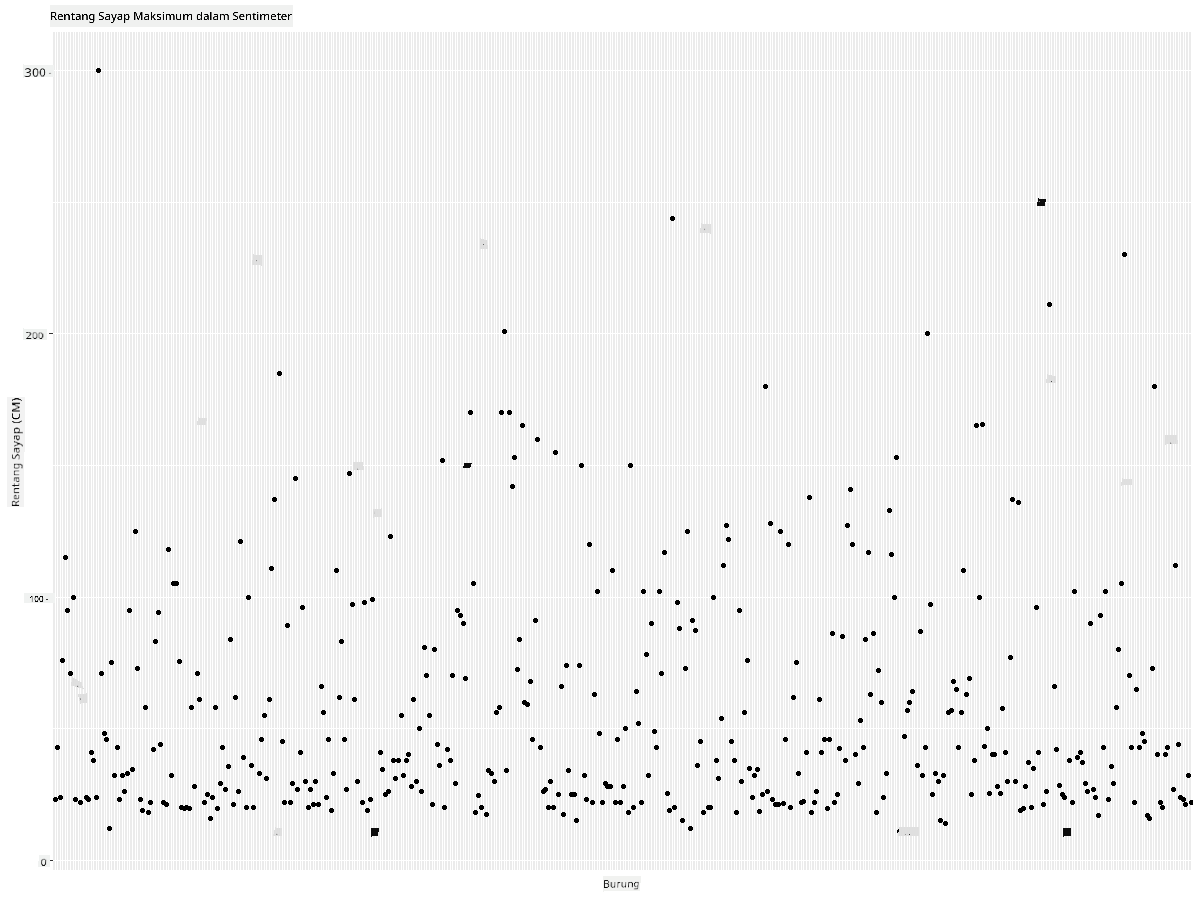 Rentang Sayap Maksimum dalam Sentimeter
300
200
100
0
Rentang Sayap (CM)
Burung